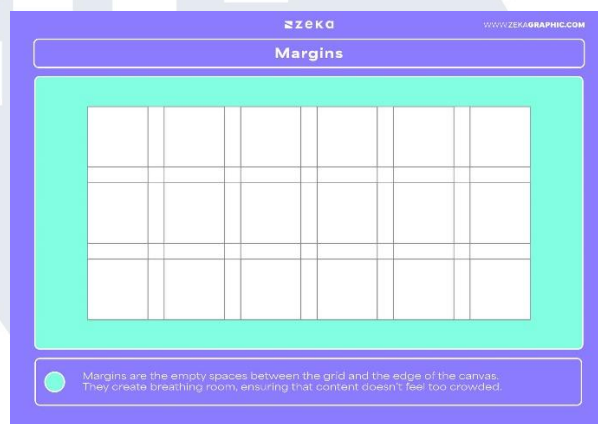 zeka
WWW.ZEKAGRAPHIC.COM
Margins
Margins are the empty spaces between the grid and the edge of the canvas.
They create breathing room, ensuring that content doesn't feel too crowded.